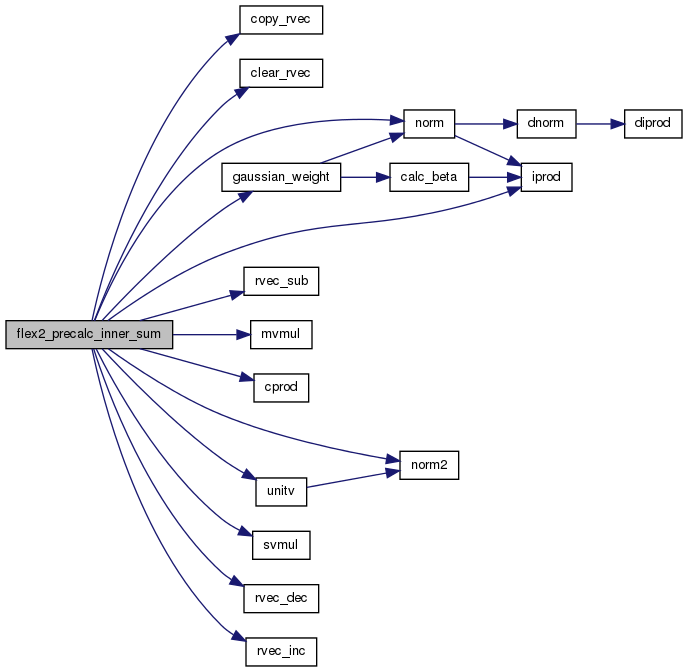 copy_rvec
clear_rvec
norm
dnorm
diprod
gaussian_weight
calc_beta
iprod
rvec_sub
flex2_precalc_inner_sum
mvmul
cprod
norm2
unitv
svmul
rvec_dec
rvec_inc